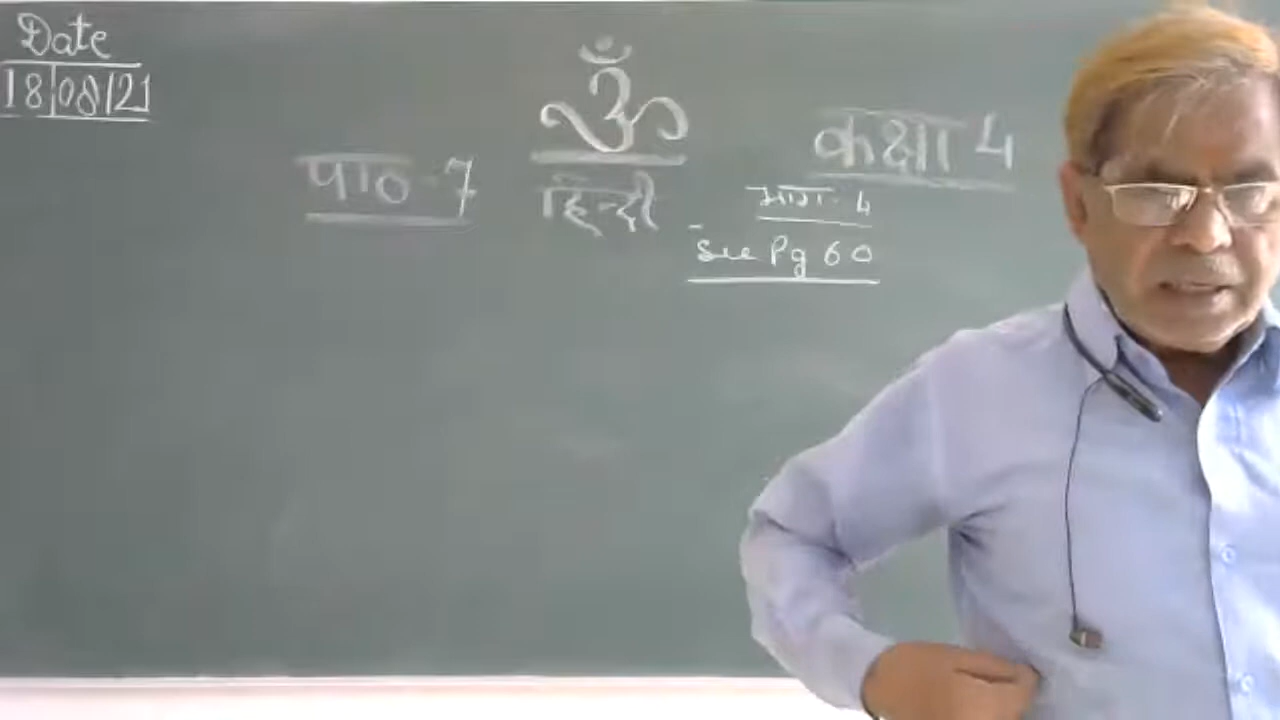 Date
18/08/21
ॐ
पाठ-7
हिन्दी
कक्षा 4
भाग-4
See Pg 60